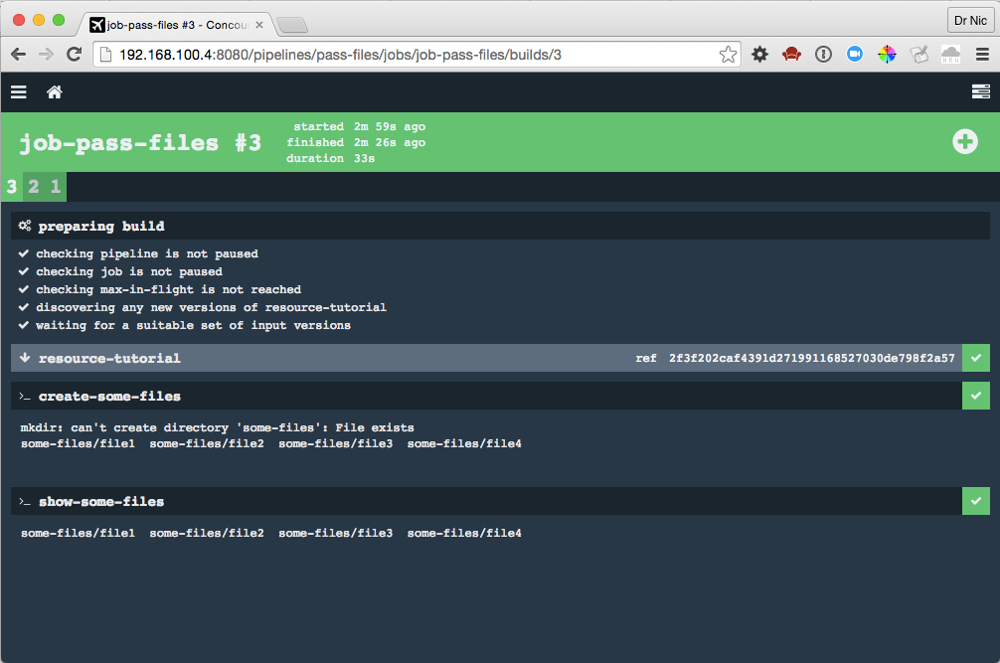 job-pass-files #3 - Concou
Dr Nic
192.168.100.4:8080/pipelines/pass-files/jobs/job-pass-files/builds/3
job-pass-files #3
started 2m 59s ago
finished 2m 26s ago
duration 33s
3 2 1
preparing build
checking pipeline is not paused
checking job is not paused
checking max-in-flight is not reached
discovering any new versions of resource-tutorial
waiting for a suitable set of input versions
resource-tutorial ref 2f3f202caf4391d271991168527030de798f2a57
>_ create-some-files
mkdir: can't create directory 'some-files': File exists
some-files/file1 some-files/file2 some-files/file3 some-files/file4
>_ show-some-files
some-files/file1 some-files/file2 some-files/file3 some-files/file4